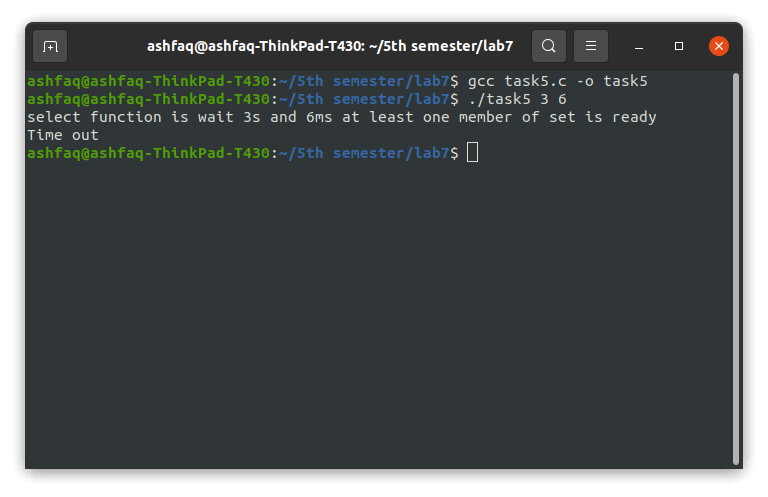 ashfaq@ashfaq-ThinkPad-T430: ~/5th semester/lab7
ashfaq@ashfaq-ThinkPad-T430:~/5th semester/lab7$ gcc task5.c -o task5
ashfaq@ashfaq-ThinkPad-T430:~/5th semester/lab7$ ./task5 3 6
select function is wait 3s and 6ms at least one member of set is ready
Time out
ashfaq@ashfaq-ThinkPad-T430:~/5th semester/lab7$